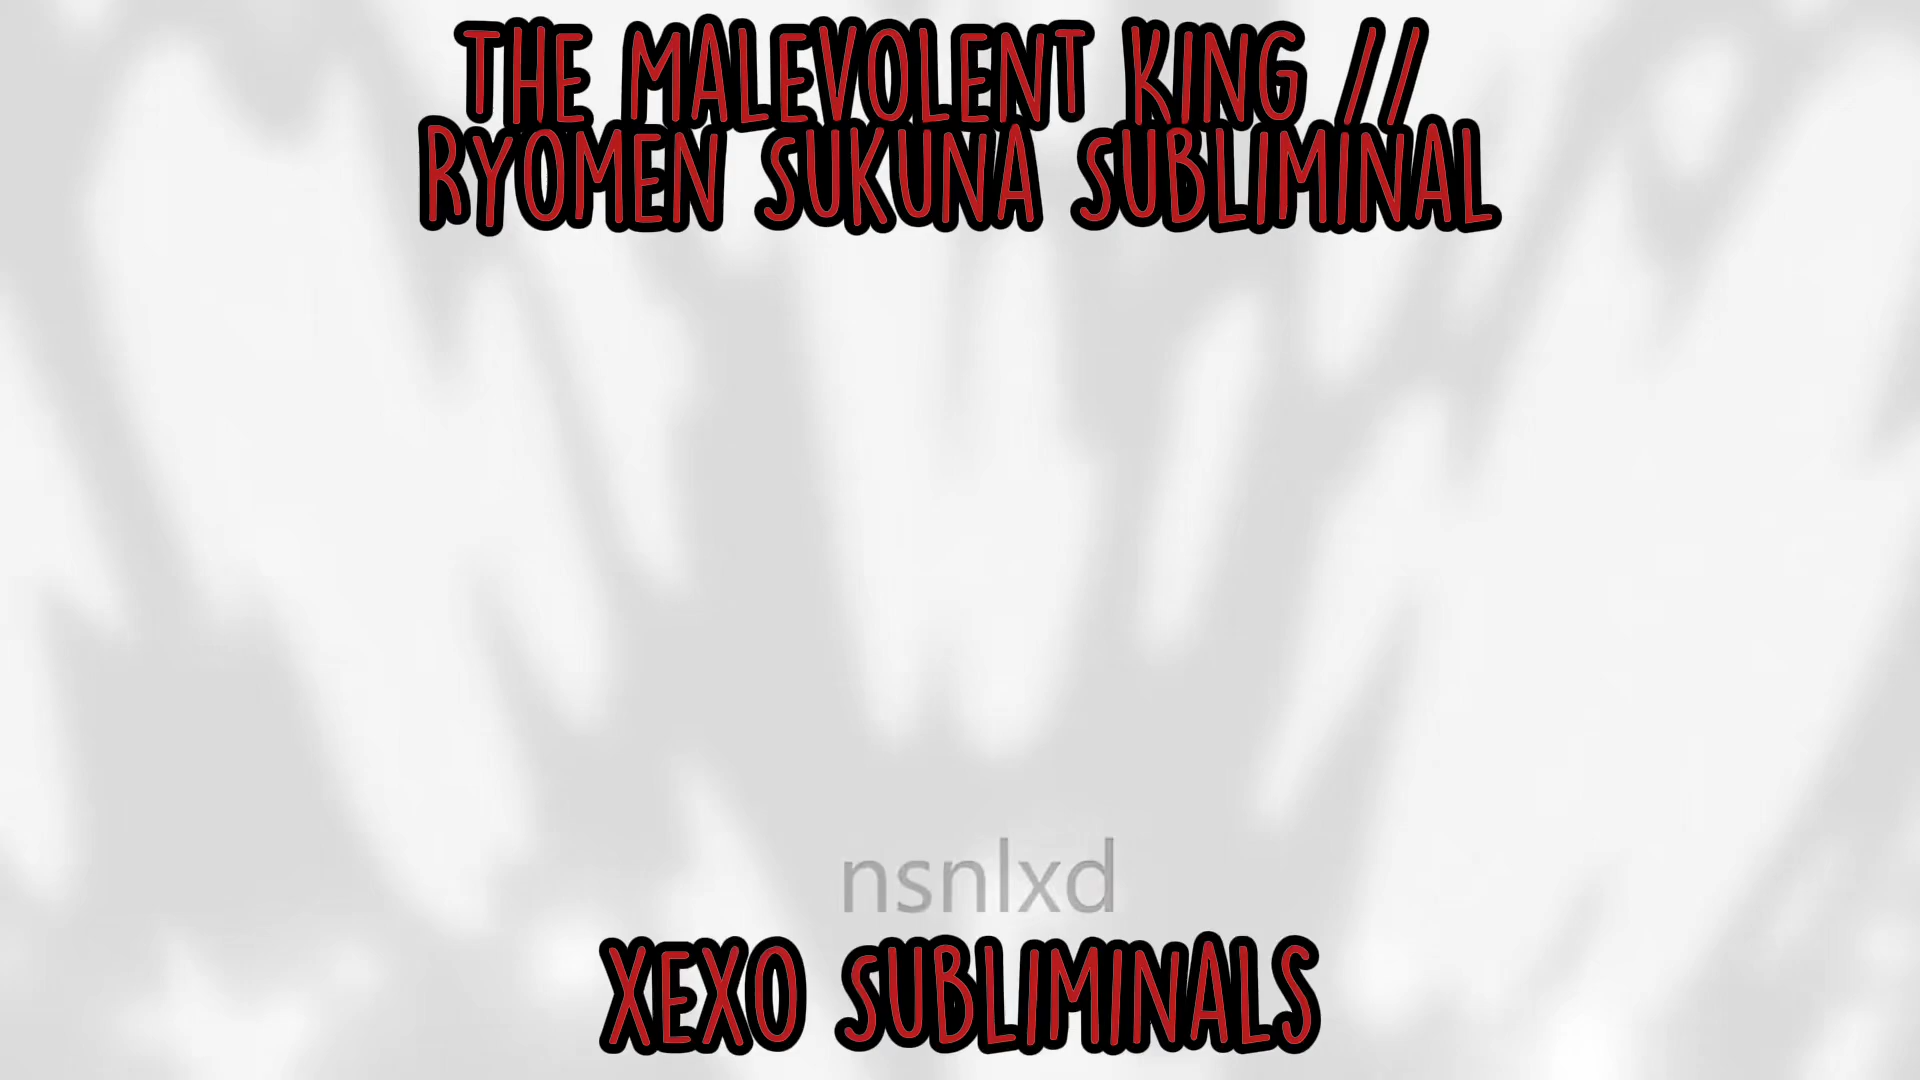 THE MALEVOLENT KING //
RYOMEN SUKUNA SUBLIMINAL
nsnlxd
XEXO SUBLIMINALS